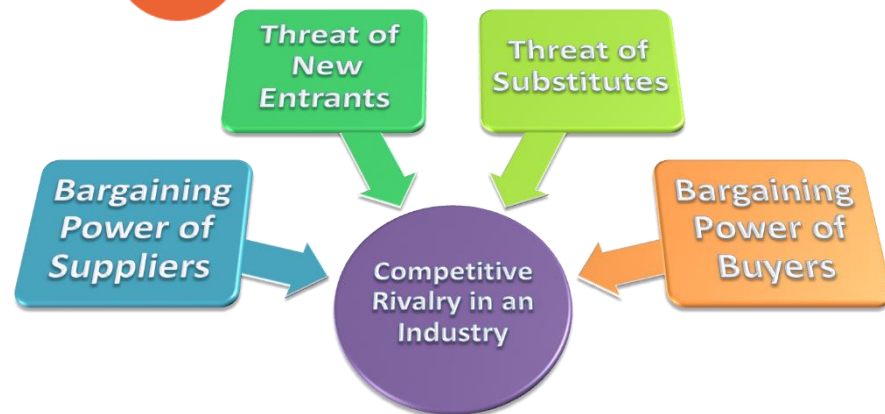 Threat of
New
Entrants
Threat of
Substitutes
Bargaining
Power of
Suppliers
Bargaining
Power of
Buyers
Competitive
Rivalry in an
Industry